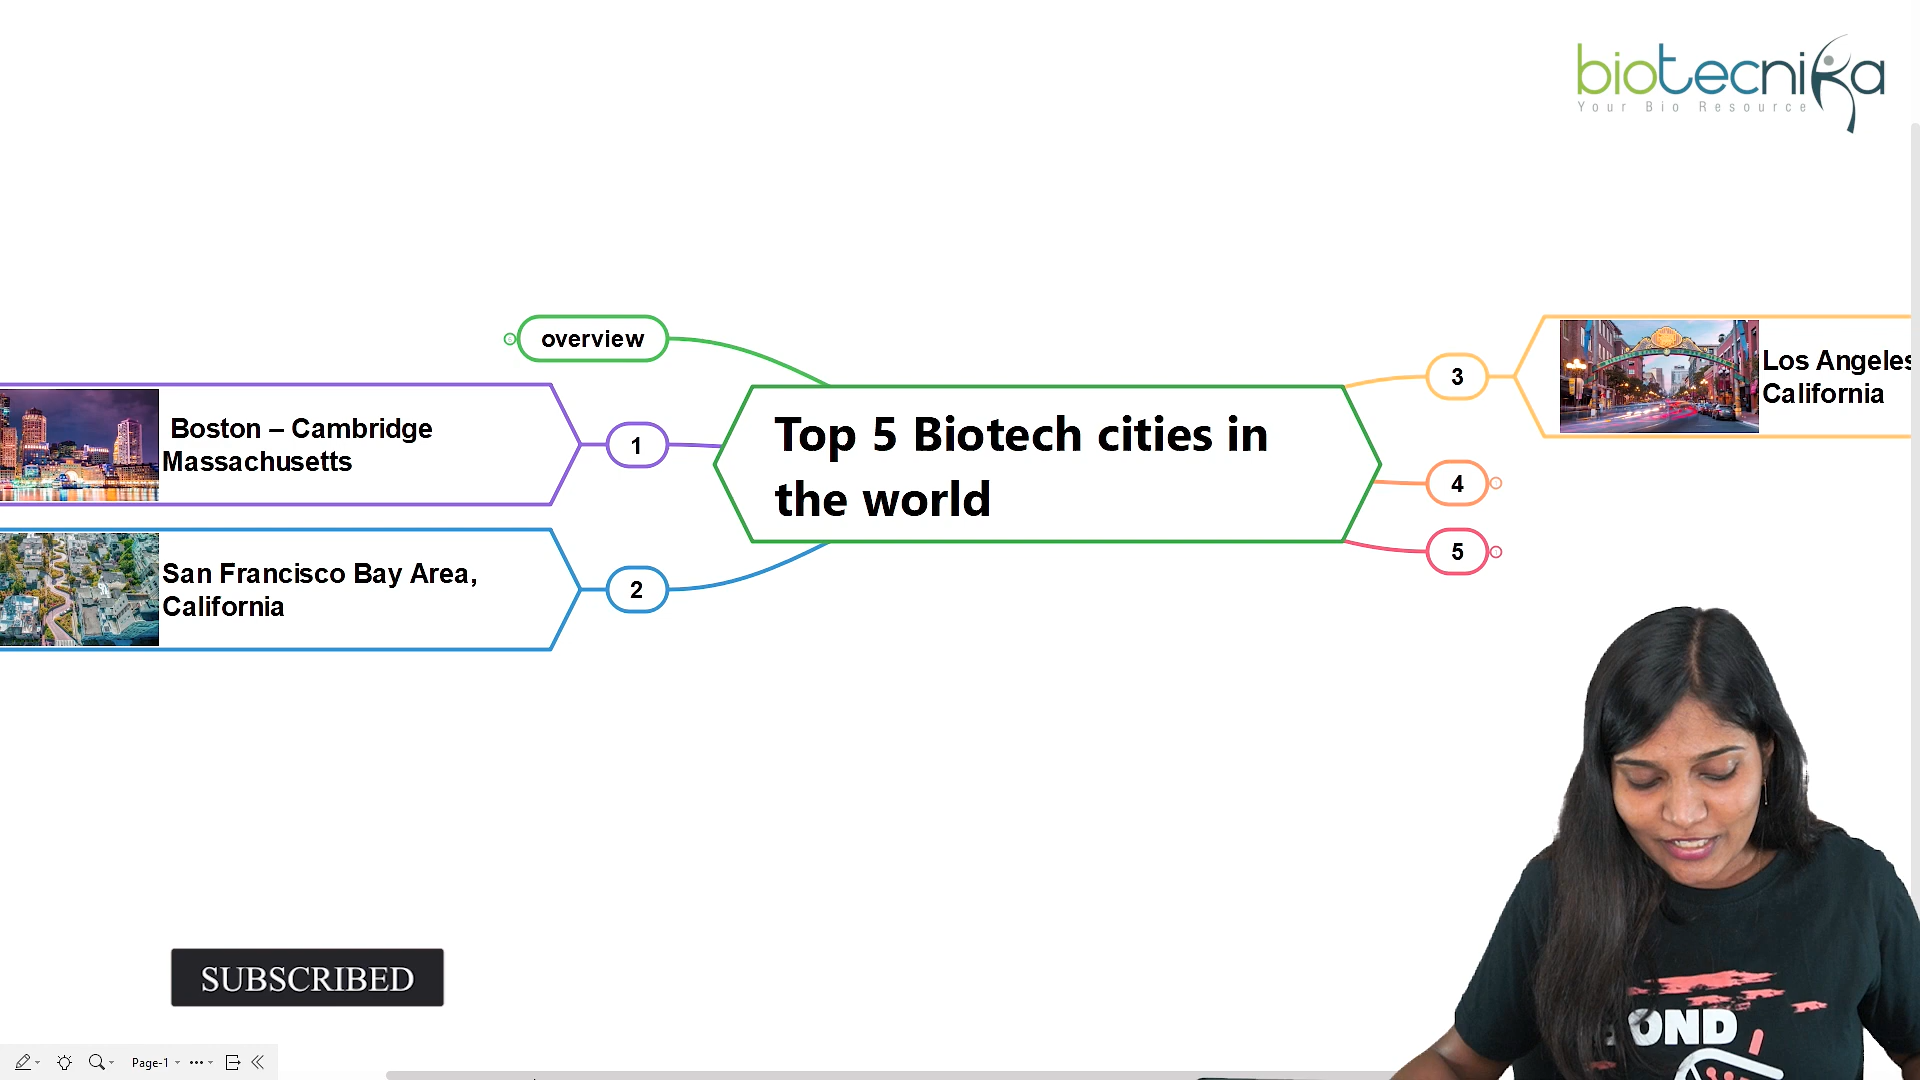 biotecnika
Your Bio Resource
overview
Boston – Cambridge
Massachusetts
1
San Francisco Bay Area,
California
2
Top 5 Biotech cities in
the world
3
Los Angeles
California
4
5
SUBSCRIBED
OND
Page-1